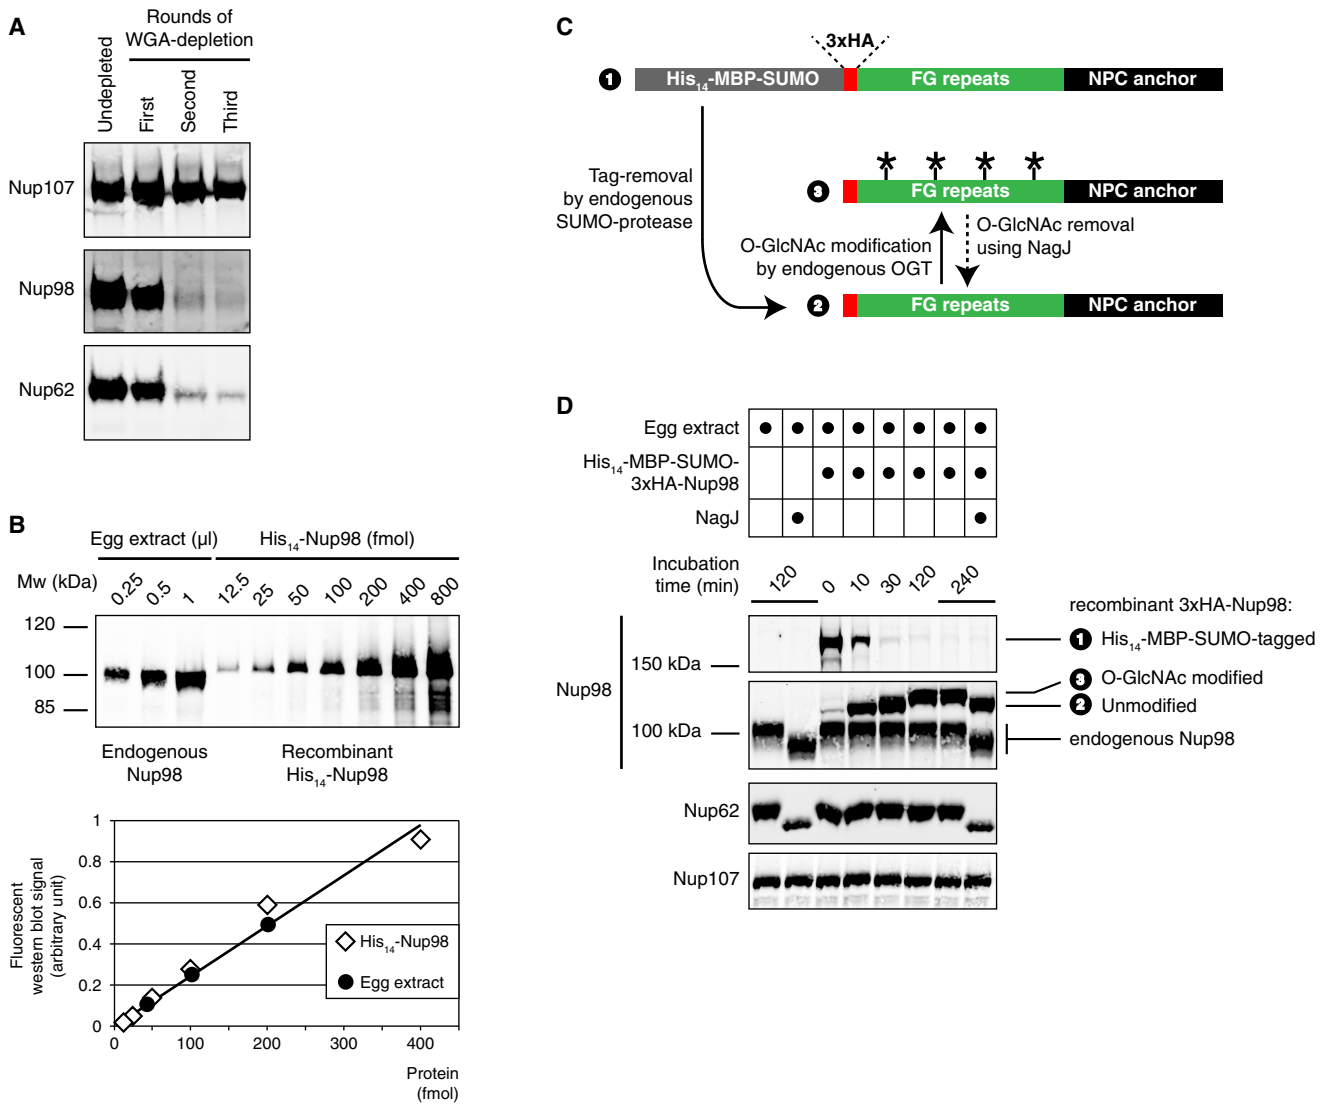 A
Rounds of
WGA-depletion
Undepleted
First
Second
Third
Nup107
Nup98
Nup62
B
Egg extract (µl)
His14-Nup98 (fmol)
Mw (kDa)
0.25
0.5
1
12.5
25
50
100
200
400
800
120
100
85
Endogenous
Nup98
Recombinant
His14-Nup98
Fluorescent
western blot signal
(arbitrary unit)
1
0.8
0.6
0.4
0.2
0
His14-Nup98
Egg extract
0
100
200
300
400
Protein
(fmol)
C
3xHA
1
His14-MBP-SUMO
FG repeats
NPC anchor
Tag-removal
by endogenous
SUMO-protease
* * * *
3
FG repeats
NPC anchor
O-GlcNAc modification
by endogenous OGT
O-GlcNAc removal
using NagJ
2
FG repeats
NPC anchor
D
Egg extract
His14-MBP-SUMO-
3xHA-Nup98
NagJ
Incubation
time (min)
120
0
10
30
120
240
recombinant 3xHA-Nup98:
1 His14-MBP-SUMO-tagged
3 O-GlcNAc modified
2 Unmodified
endogenous Nup98
Nup98
150 kDa
100 kDa
Nup62
Nup107